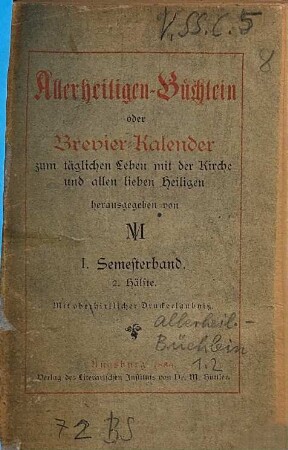 V, SS. C. 5
8
Allerheiligen-Büchlein
oder
Brevier-Kalender
zum täglichen Leben mit der Kirche
und allen lieben Heiligen
herausgegeben von
M
I. Semesterband.
2. Hälfte.
Mit oberhirtlicher Druckerlaubnis.
Allerheil.-
Büchlein
1.2
Augsburg
Verlag des Literarischen Instituts von Dr. M. Huttler.
72 BS